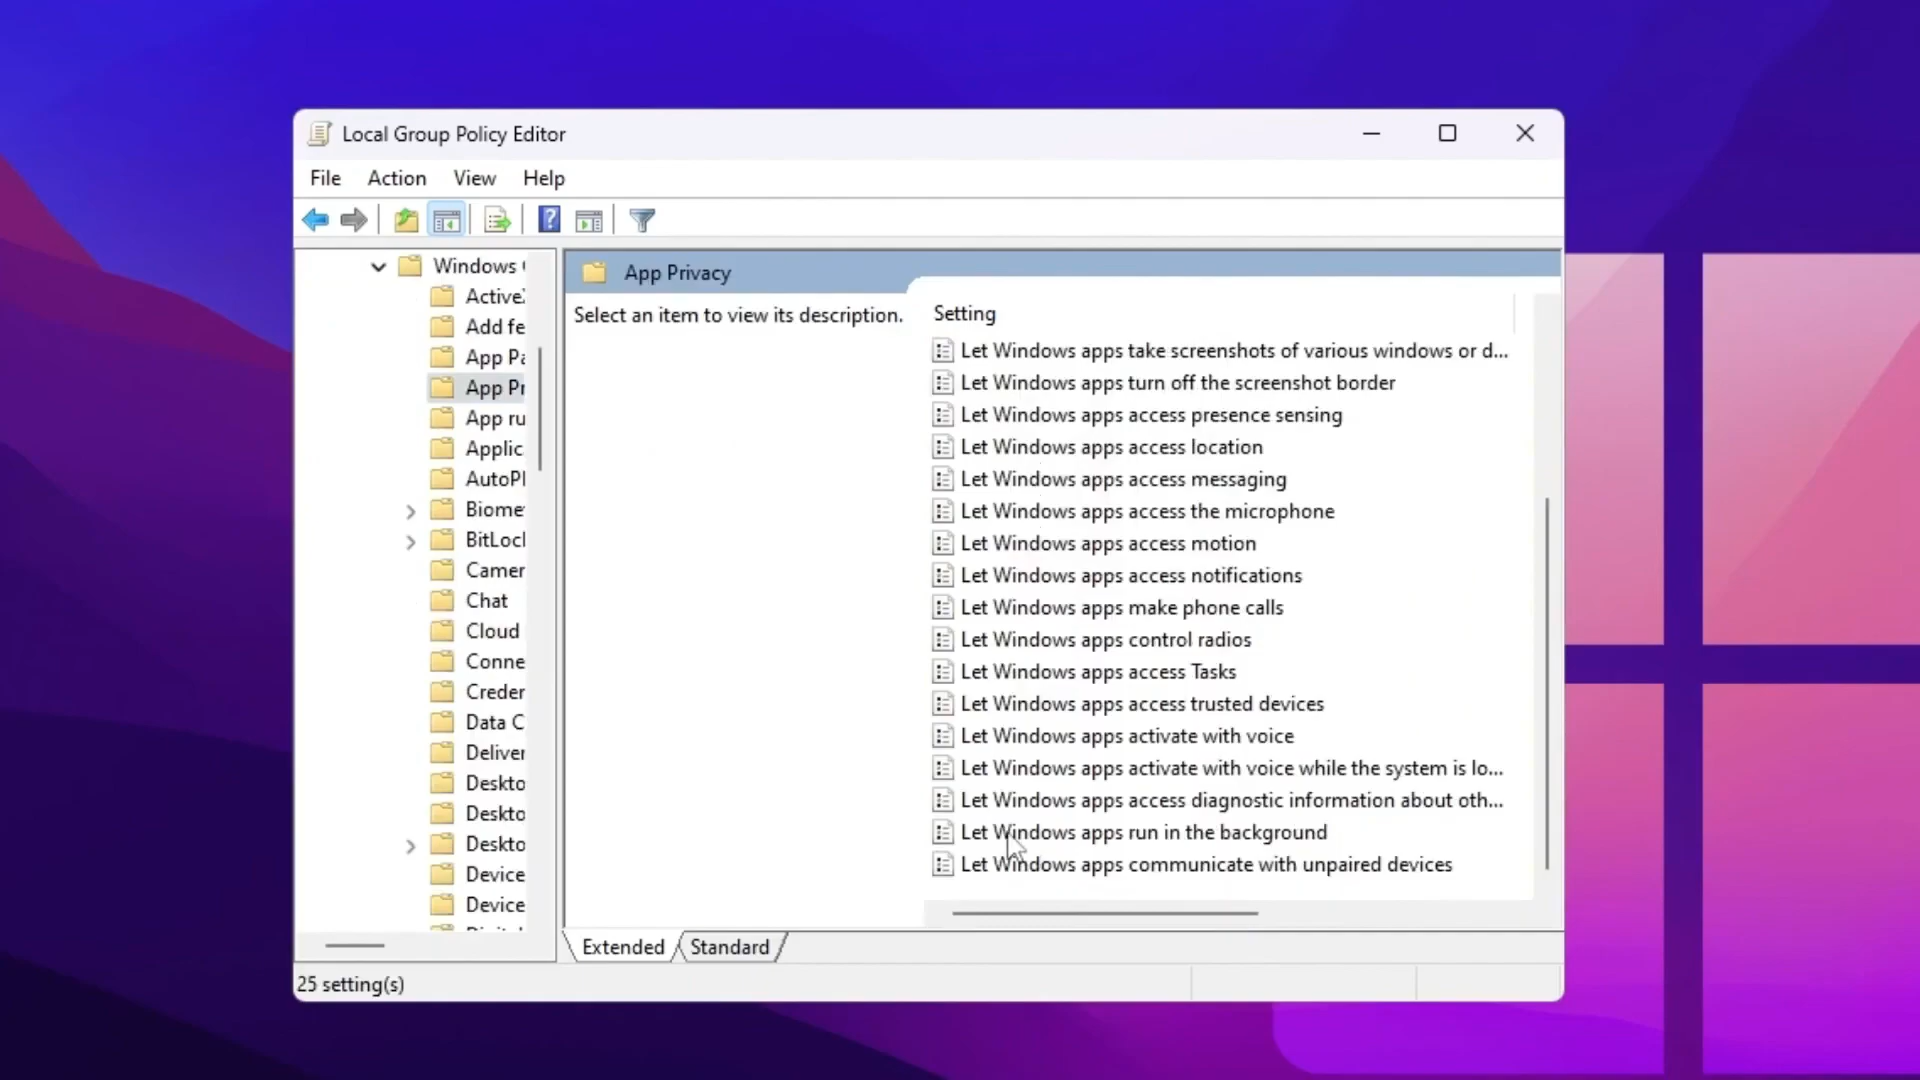 Local Group Policy Editor
File Action View Help
Windows
ActiveX
Add fe
App Pa
App Pr
App ru
Applic
AutoPl
Biome
BitLocl
Camer
Chat
Cloud
Conne
Creder
Data C
Deliver
Deskto
Deskto
Deskto
Device
Device
App Privacy
Select an item to view its description.
Setting
Let Windows apps take screenshots of various windows or d...
Let Windows apps turn off the screenshot border
Let Windows apps access presence sensing
Let Windows apps access location
Let Windows apps access messaging
Let Windows apps access the microphone
Let Windows apps access motion
Let Windows apps access notifications
Let Windows apps make phone calls
Let Windows apps control radios
Let Windows apps access Tasks
Let Windows apps access trusted devices
Let Windows apps activate with voice
Let Windows apps activate with voice while the system is lo...
Let Windows apps access diagnostic information about oth...
Let Windows apps run in the background
Let Windows apps communicate with unpaired devices
Extended Standard
25 setting(s)